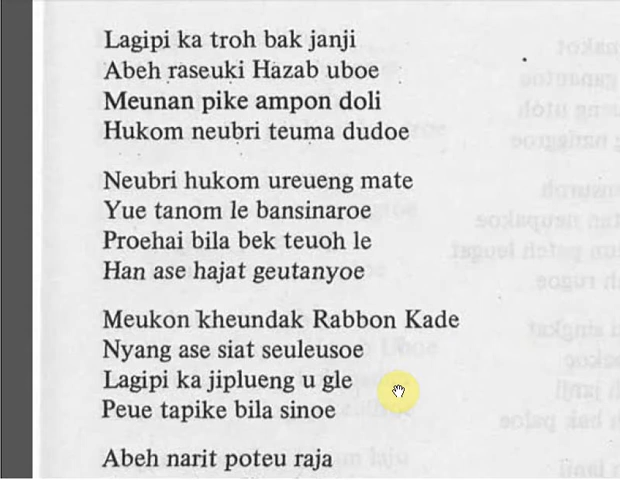 Lagipi ka troh bak janji
Abeh raseuki Hazab uboe
Meunan pike ampon doli
Hukom neubri teuma dudoe
Neubri hukom ureueng mate
Yue tanom le bansinaroe
Proehai bila bek teuoh le
Han ase hajat geutanyoe
Meukon kheundak Rabbon Kade
Nyang ase siat seuleusoe
Lagipi ka jiplueng u gle
Peue tapike bila sinoe
Abeh narit poteu raja